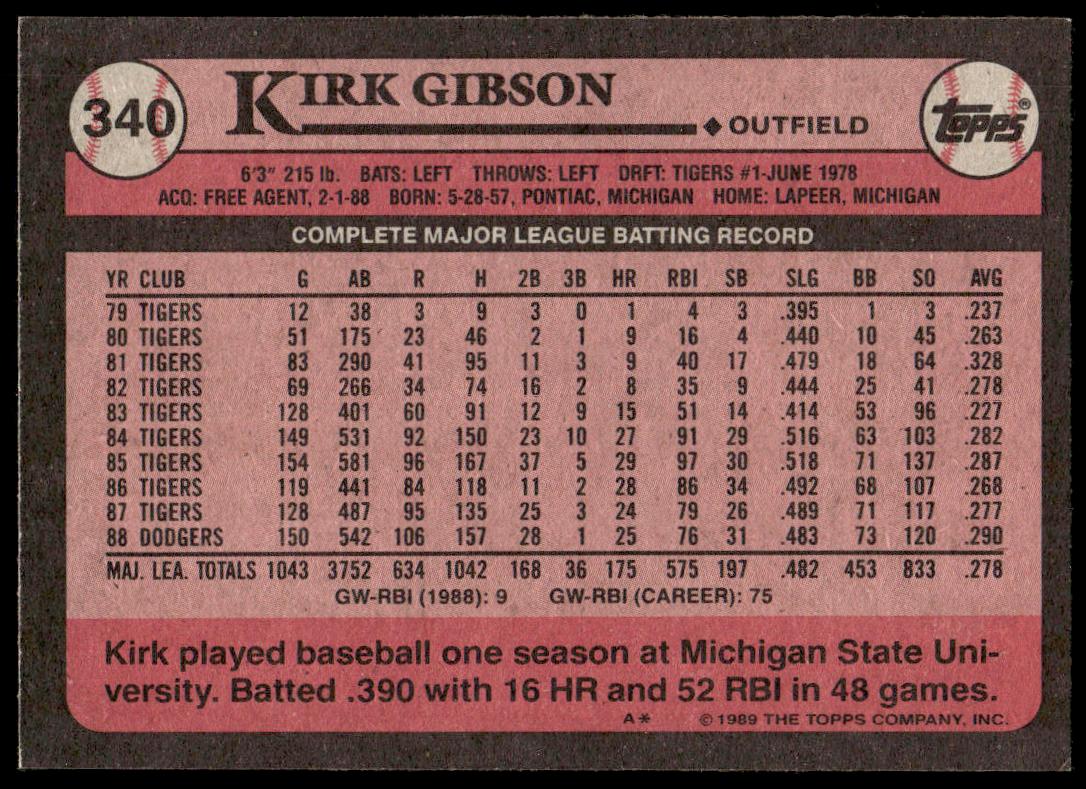 340
KIRK GIBSON
OUTFIELD
TOPPS®
6'3" 215 lb. BATS: LEFT THROWS: LEFT DRFT: TIGERS #1-JUNE 1978
ACQ: FREE AGENT, 2-1-88 BORN: 5-28-57, PONTIAC, MICHIGAN HOME: LAPEER, MICHIGAN
COMPLETE MAJOR LEAGUE BATTING RECORD
YR CLUB G AB R H 2B 3B HR RBI SB SLG BB SO AVG
79 TIGERS 12 38 3 9 3 0 1 4 3 .395 1 3 .237
80 TIGERS 51 175 23 46 2 1 9 16 4 .440 10 45 .263
81 TIGERS 83 290 41 95 11 3 9 40 17 .479 18 64 .328
82 TIGERS 69 266 34 74 16 2 8 35 9 .444 25 41 .278
83 TIGERS 128 401 60 91 12 9 15 51 14 .414 53 96 .227
84 TIGERS 149 531 92 150 23 10 27 91 29 .516 63 103 .282
85 TIGERS 154 581 96 167 37 5 29 97 30 .518 71 137 .287
86 TIGERS 119 441 84 118 11 2 28 86 34 .492 68 107 .268
87 TIGERS 128 487 95 135 25 3 24 79 26 .489 71 117 .277
88 DODGERS 150 542 106 157 28 1 25 76 31 .483 73 120 .290
MAJ. LEA. TOTALS 1043 3752 634 1042 168 36 175 575 197 .482 453 833 .278
GW-RBI (1988): 9 GW-RBI (CAREER): 75
Kirk played baseball one season at Michigan State Uni-
versity. Batted .390 with 16 HR and 52 RBI in 48 games.
A* © 1989 THE TOPPS COMPANY, INC.